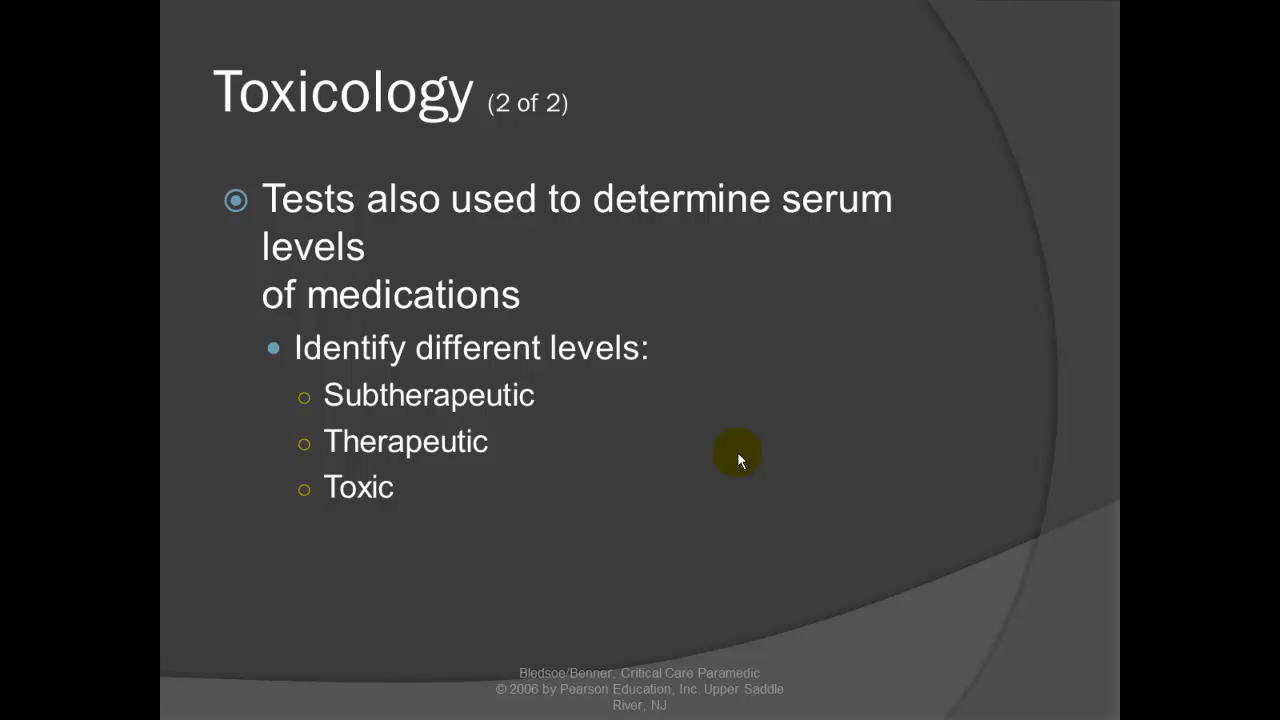 Toxicology (2 of 2)
Tests also used to determine serum
levels
of medications
Identify different levels:
Subtherapeutic
Therapeutic
Toxic
Bledsoe/Benner, Critical Care Paramedic
© 2006 by Pearson Education, Inc. Upper Saddle
River, NJ